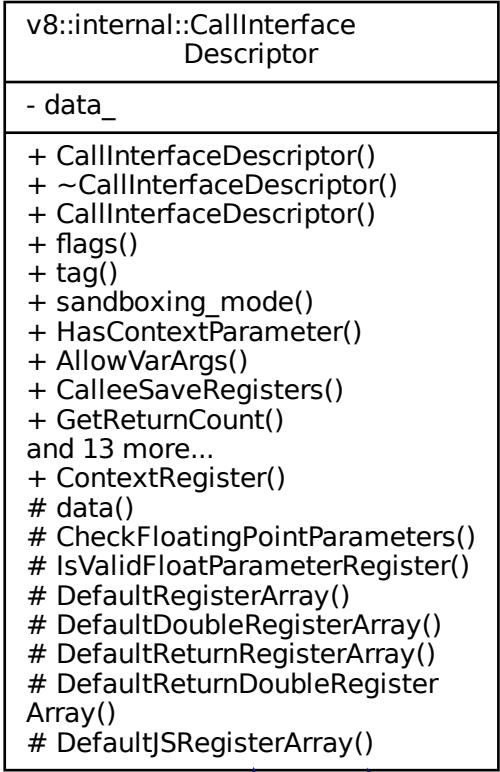 v8::internal::CallInterface
Descriptor
- data_
+ CallInterfaceDescriptor()
+ ~CallInterfaceDescriptor()
+ CallInterfaceDescriptor()
+ flags()
+ tag()
+ sandboxing_mode()
+ HasContextParameter()
+ AllowVarArgs()
+ CalleeSaveRegisters()
+ GetReturnCount()
and 13 more...
+ ContextRegister()
# data()
# CheckFloatingPointParameters()
# IsValidFloatParameterRegister()
# DefaultRegisterArray()
# DefaultDoubleRegisterArray()
# DefaultReturnRegisterArray()
# DefaultReturnDoubleRegister
Array()
# DefaultJSRegisterArray()